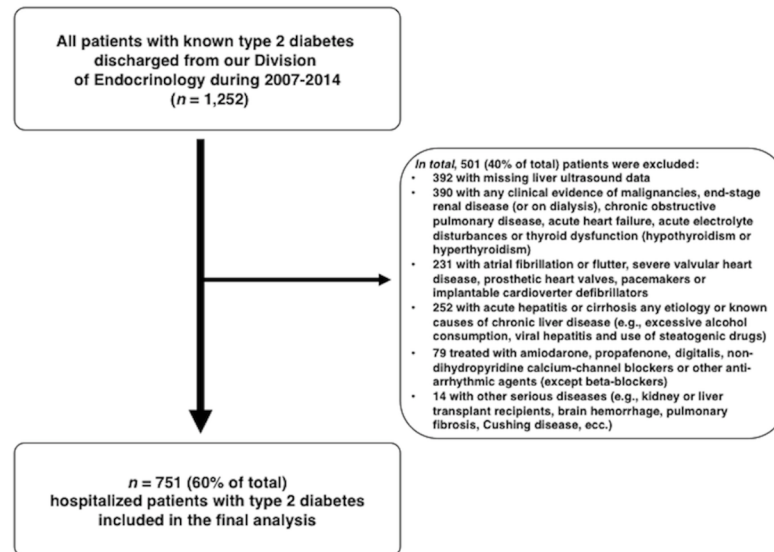 All patients with known type 2 diabetes
discharged from our Division
of Endocrinology during 2007-2014
(n = 1,252)
In total, 501 (40% of total) patients were excluded:
• 392 with missing liver ultrasound data
• 390 with any clinical evidence of malignancies, end-stage
renal disease (or on dialysis), chronic obstructive
pulmonary disease, acute heart failure, acute electrolyte
disturbances or thyroid dysfunction (hypothyroidism or
hyperthyroidism)
• 231 with atrial fibrillation or flutter, severe valvular heart
disease, prosthetic heart valves, pacemakers or
implantable cardioverter defibrillators
• 252 with acute hepatitis or cirrhosis any etiology or known
causes of chronic liver disease (e.g., excessive alcohol
consumption, viral hepatitis and use of steatogenic drugs)
• 79 treated with amiodarone, propafenone, digitalis, non-
dihydropyridine calcium-channel blockers or other anti-
arrhythmic agents (except beta-blockers)
• 14 with other serious diseases (e.g., kidney or liver
transplant recipients, brain hemorrhage, pulmonary
fibrosis, Cushing disease, ecc.)
n = 751 (60% of total)
hospitalized patients with type 2 diabetes
included in the final analysis